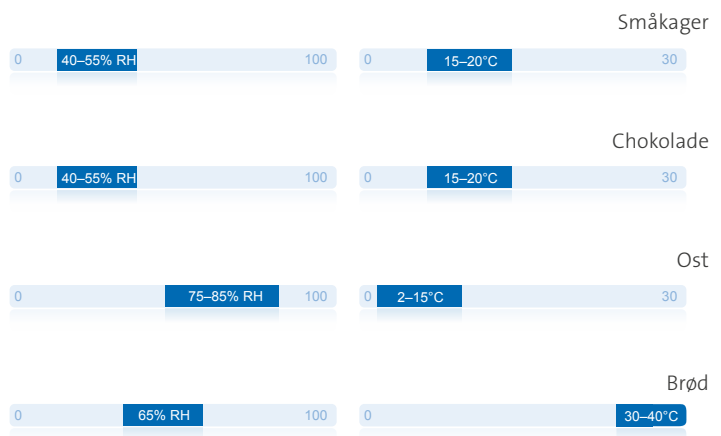 Småkager
0 40–55% RH 100 0 15–20°C 30
Chokolade
0 40–55% RH 100 0 15–20°C 30
Ost
0 75–85% RH 100 0 2–15°C 30
Brød
0 65% RH 100 0 30–40°C